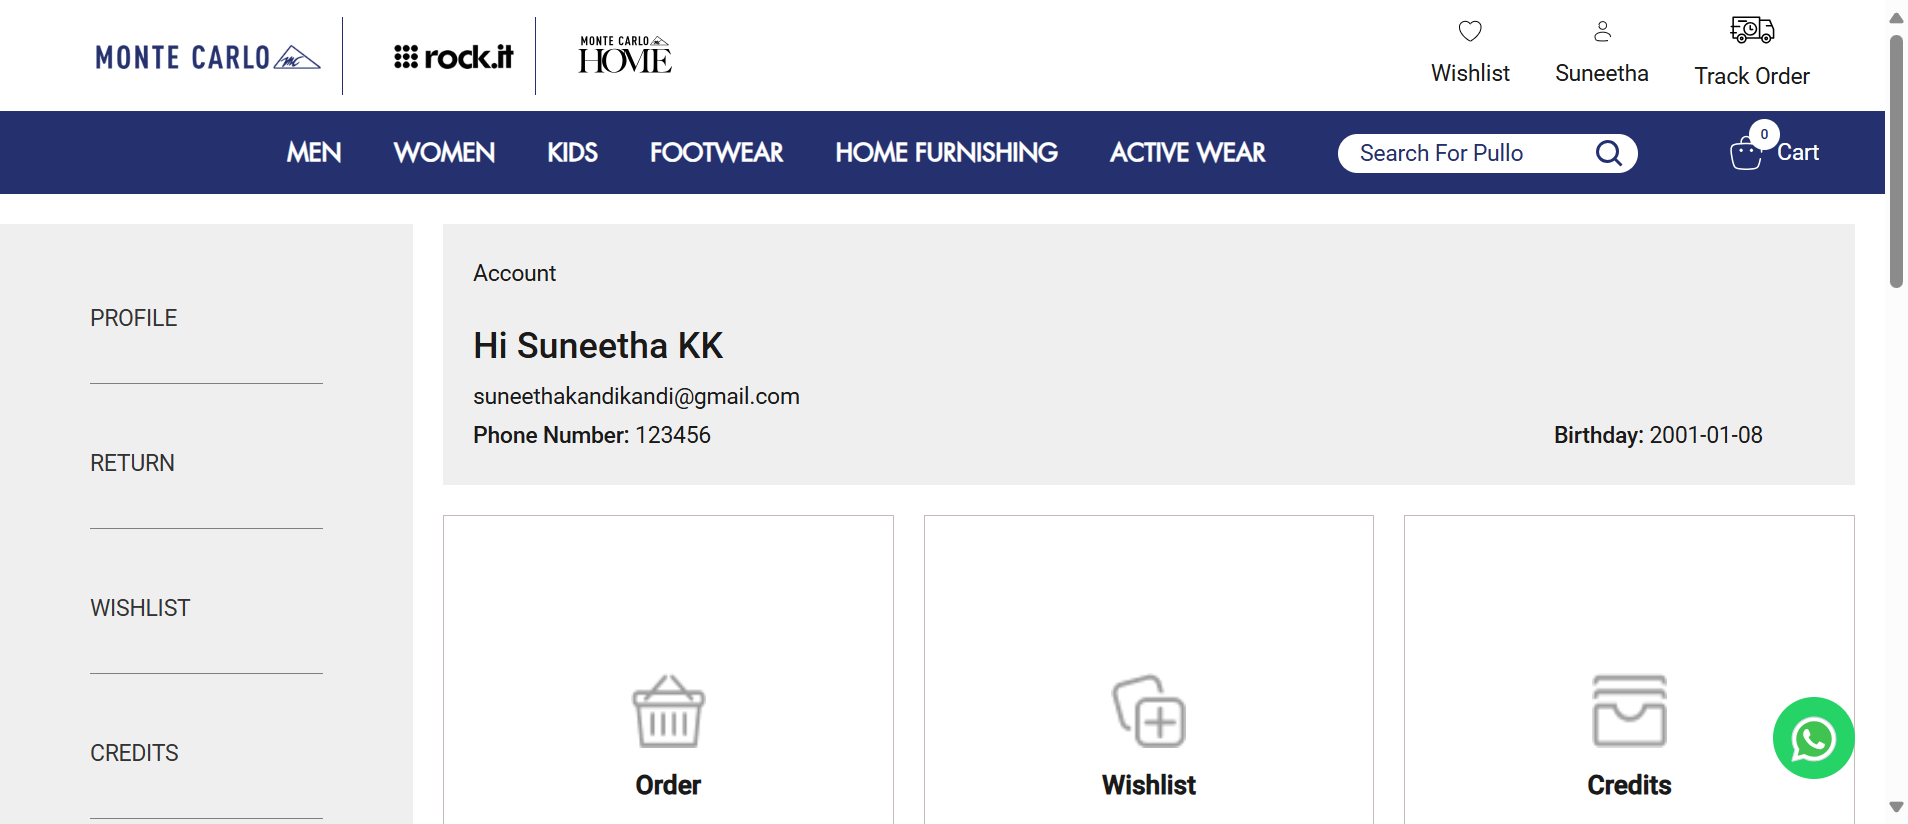 MONTE CARLO
rock.it
MONTE CARLO
HOME
Wishlist
Suneetha
Track Order
MEN
WOMEN
KIDS
FOOTWEAR
HOME FURNISHING
ACTIVE WEAR
Search For Pullo
0
Cart
PROFILE
RETURN
WISHLIST
CREDITS
Account
Hi Suneetha KK
suneethakandikandi@gmail.com
Phone Number: 123456
Birthday: 2001-01-08
Order
Wishlist
Credits